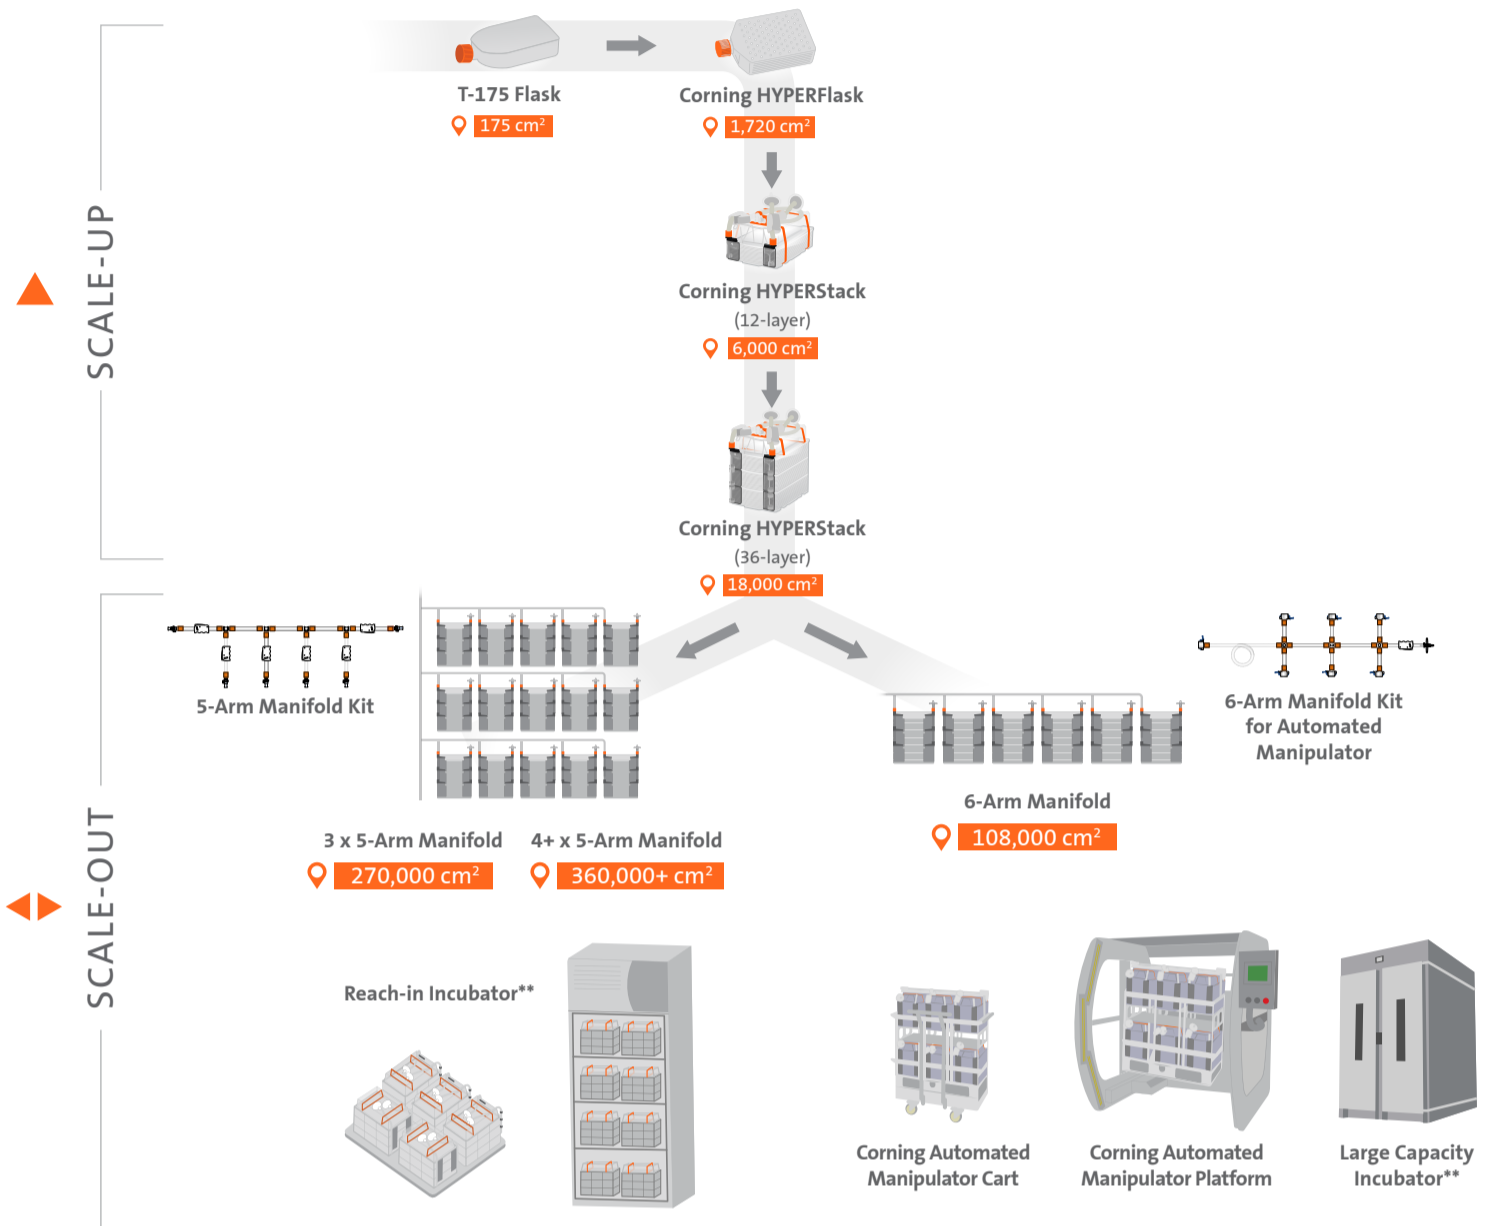 SCALE-UP
T-175 Flask
175 cm²
Corning HYPERFlask
1,720 cm²
Corning HYPERStack
(12-layer)
6,000 cm²
Corning HYPERStack
(36-layer)
18,000 cm²
SCALE-OUT
5-Arm Manifold Kit
3 x 5-Arm Manifold
270,000 cm²
4+ x 5-Arm Manifold
360,000+ cm²
6-Arm Manifold
108,000 cm²
6-Arm Manifold Kit
for Automated
Manipulator
Reach-in Incubator**
Corning Automated
Manipulator Cart
Corning Automated
Manipulator Platform
Large Capacity
Incubator**